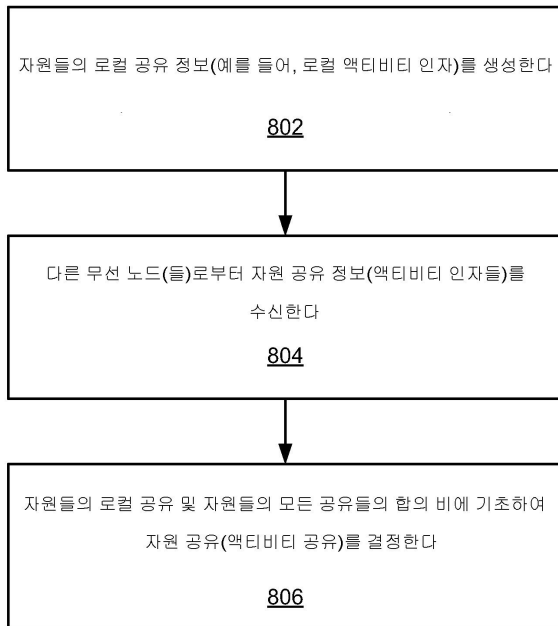 자원들의 로컬 공유 정보(예를 들어, 로컬 액티비티 인자)를 생성한다
802
다른 무선 노드(들)로부터 자원 공유 정보(액티비티 인자들)를
수신한다
804
자원들의 로컬 공유 및 자원들의 모든 공유들의 합의 비에 기초하여
자원 공유(액티비티 공유)를 결정한다
806